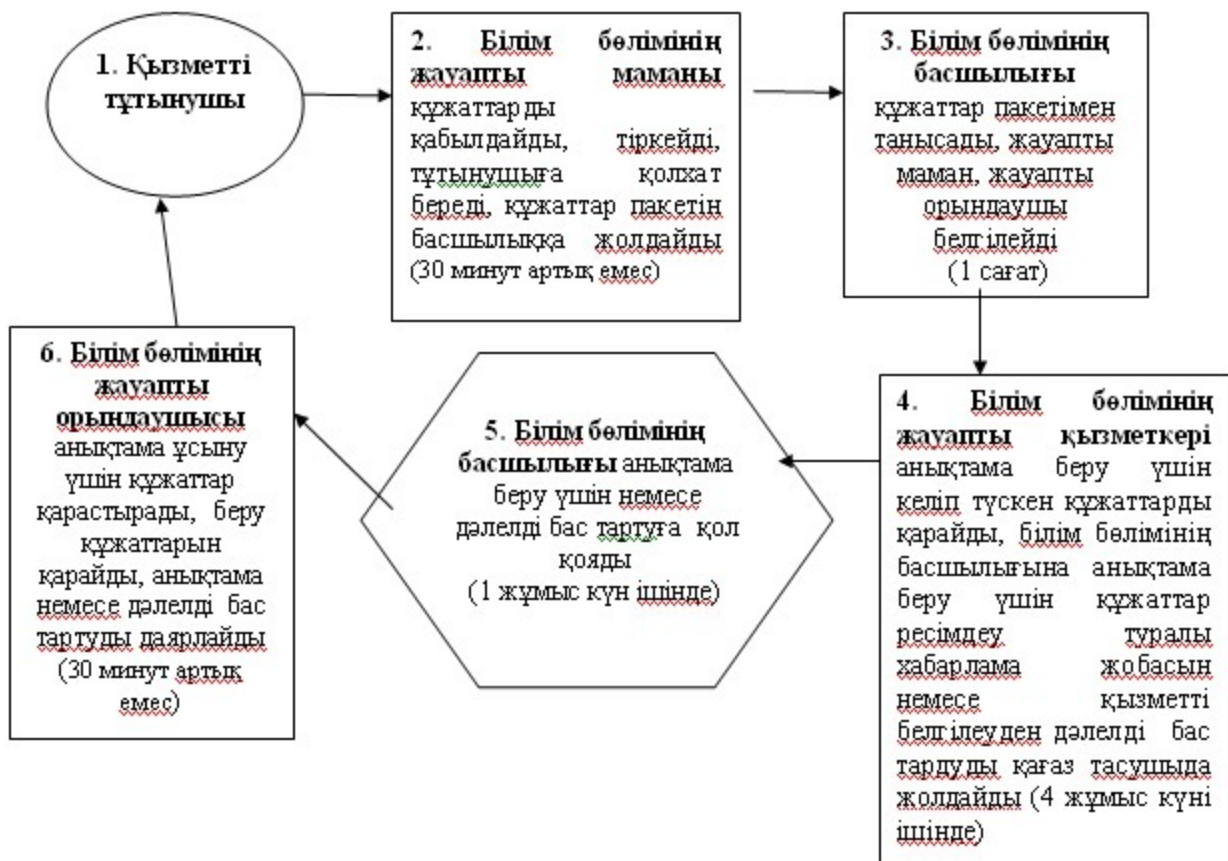 1. Қызметті
тұтынушы
2. Білім бөлімінің
жауапты маманы
құжаттарды
қабылдайды, тіркейді,
тұтынушыға қолхат
береді, құжаттар пакетін
басшылыққа жолдайды
(30 минут артық емес)
3. Білім бөлімінің
басшылығы
құжаттар пакетімен
танысады, жауапты
маман, жауапты
орындаушы
белгілейді
(1 сағат)
4. Білім бөлімінің
жауапты қызметкері
анықтама беру үшін
келіп түскен құжаттарды
қарайды, білім бөлімінің
басшылығына анықтама
беру үшін құжаттар
ресімдеу туралы
хабарлама жобасын
немесе қызметті
белгілеуден дәлелді бас
тардуды қағаз тасушыда
жолдайды (4 жұмыс күні
ішінде)
5. Білім бөлімінің
басшылығы анықтама
беру үшін немесе
дәлелді бас тартуға қол
қояды
(1 жұмыс күн ішінде)
6. Білім бөлімінің
жауапты
орындаушысы
анықтама ұсыну
үшін құжаттар
қарастырады, беру
құжаттарын
қарайды, анықтама
немесе дәлелді бас
тартуды даярлайды
(30 минут артық
емес)